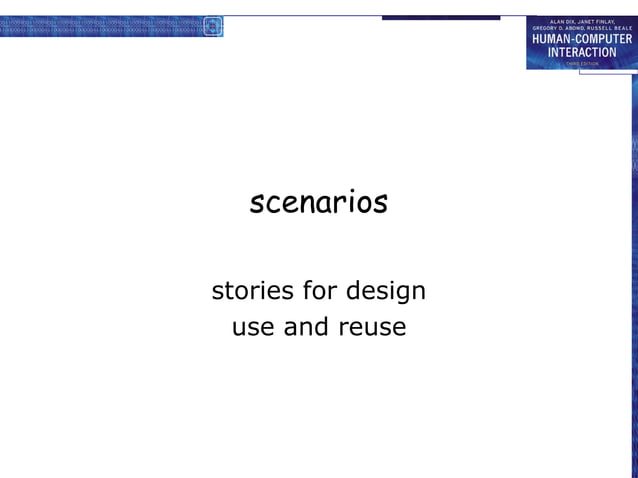 ALAN DIX, JANET FINLAY,
GREGORY D. ABOWD, RUSSELL BEALE
HUMAN-COMPUTER
INTERACTION
THIRD EDITION
scenarios
stories for design
use and reuse